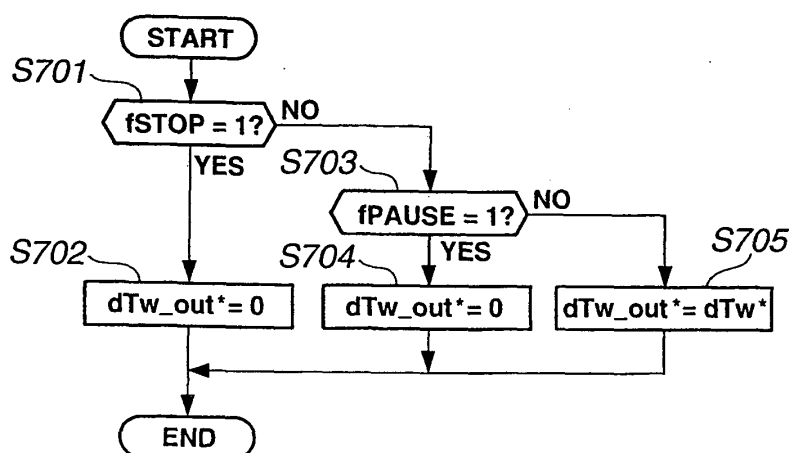 START
S701
fSTOP = 1?
NO
YES
S703
fPAUSE = 1?
NO
YES
S702
dTw_out*= 0
S704
dTw_out*= 0
S705
dTw_out*= dTw*
END